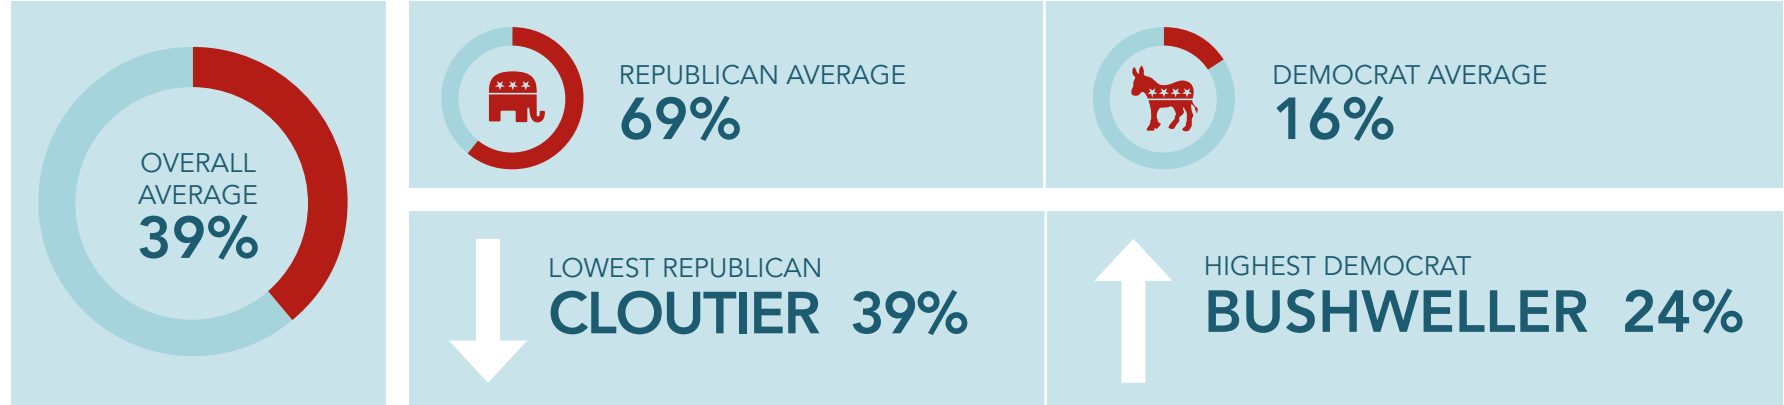 OVERALL
AVERAGE
39%
REPUBLICAN AVERAGE
69%
DEMOCRAT AVERAGE
16%
LOWEST REPUBLICAN
CLOUTIER 39%
HIGHEST DEMOCRAT
BUSHWELLER 24%